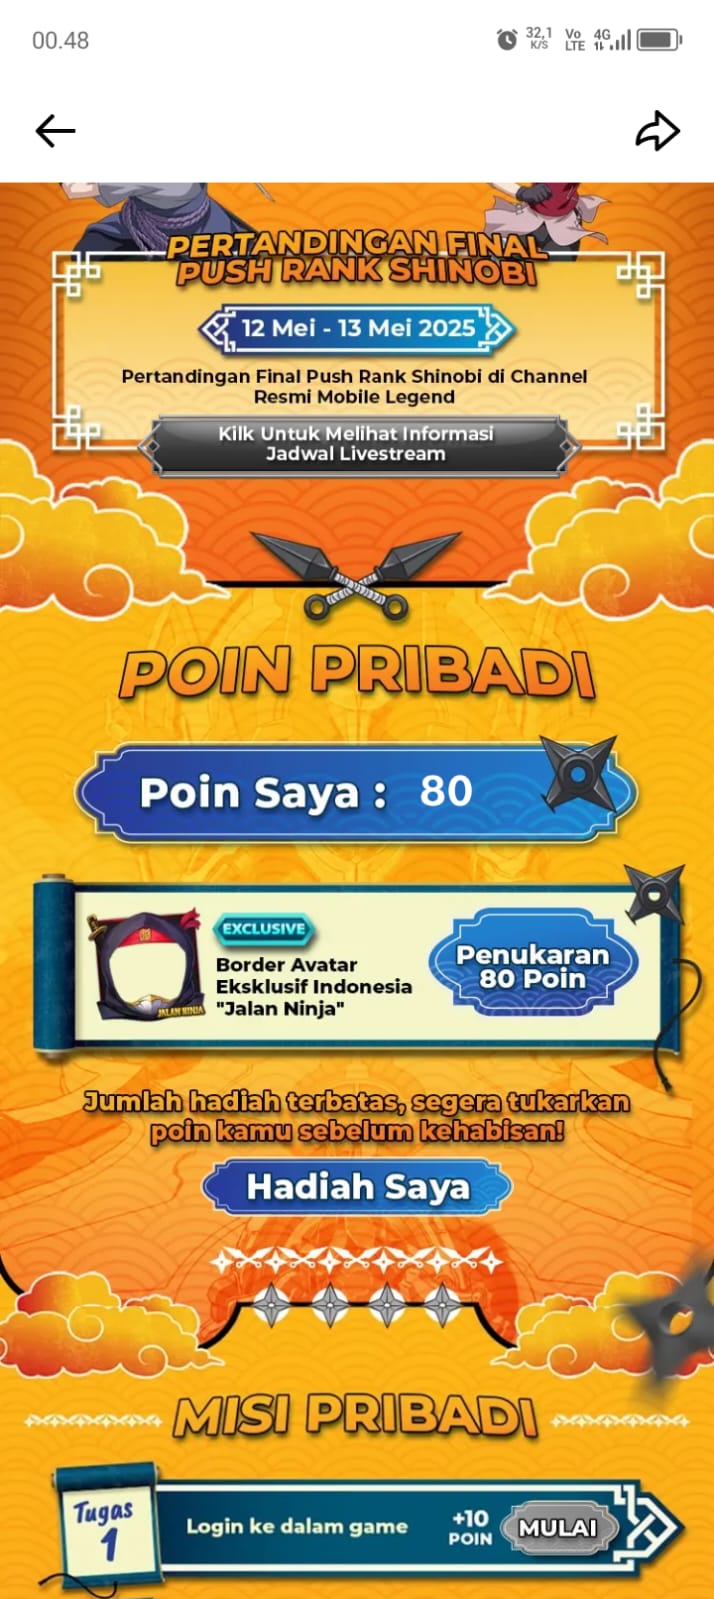 00.48
32,1
K/S
Vo
LTE
4G
PERTANDINGAN FINAL
PUSH RANK SHINOBI
12 Mei - 13 Mei 2025
Pertandingan Final Push Rank Shinobi di Channel
Resmi Mobile Legend
Kilk Untuk Melihat Informasi
Jadwal Livestream
POIN PRIBADI
Poin Saya : 80
EXCLUSIVE
Border Avatar
Eksklusif Indonesia
"Jalan Ninja"
JALAN NINJA
Penukaran
80 Poin
Jumlah hadiah terbatas, segera tukarkan
poin kamu sebelum kehabisan!
Hadiah Saya
MISI PRIBADI
Tugas
1
Login ke dalam game
+10
POIN
MULAI